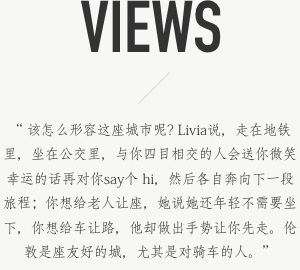 VIEWS
“ 该怎么形容这座城市呢? Livia说，走在地铁
里，坐在公交里，与你四目相交的人会送你微笑
幸运的话再对你say个 hi，然后各自奔向下一段
旅程；你想给老人让座，她说她还年轻不需要坐
下，你想给车让路，他却做出手势让你先走。伦
敦是座友好的城，尤其是对骑车的人。”